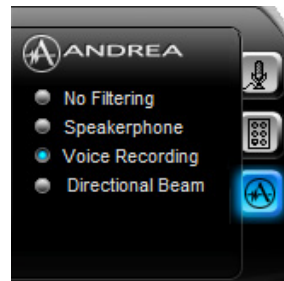 ANDREA
No Filtering
Speakerphone
Voice Recording
Directional Beam